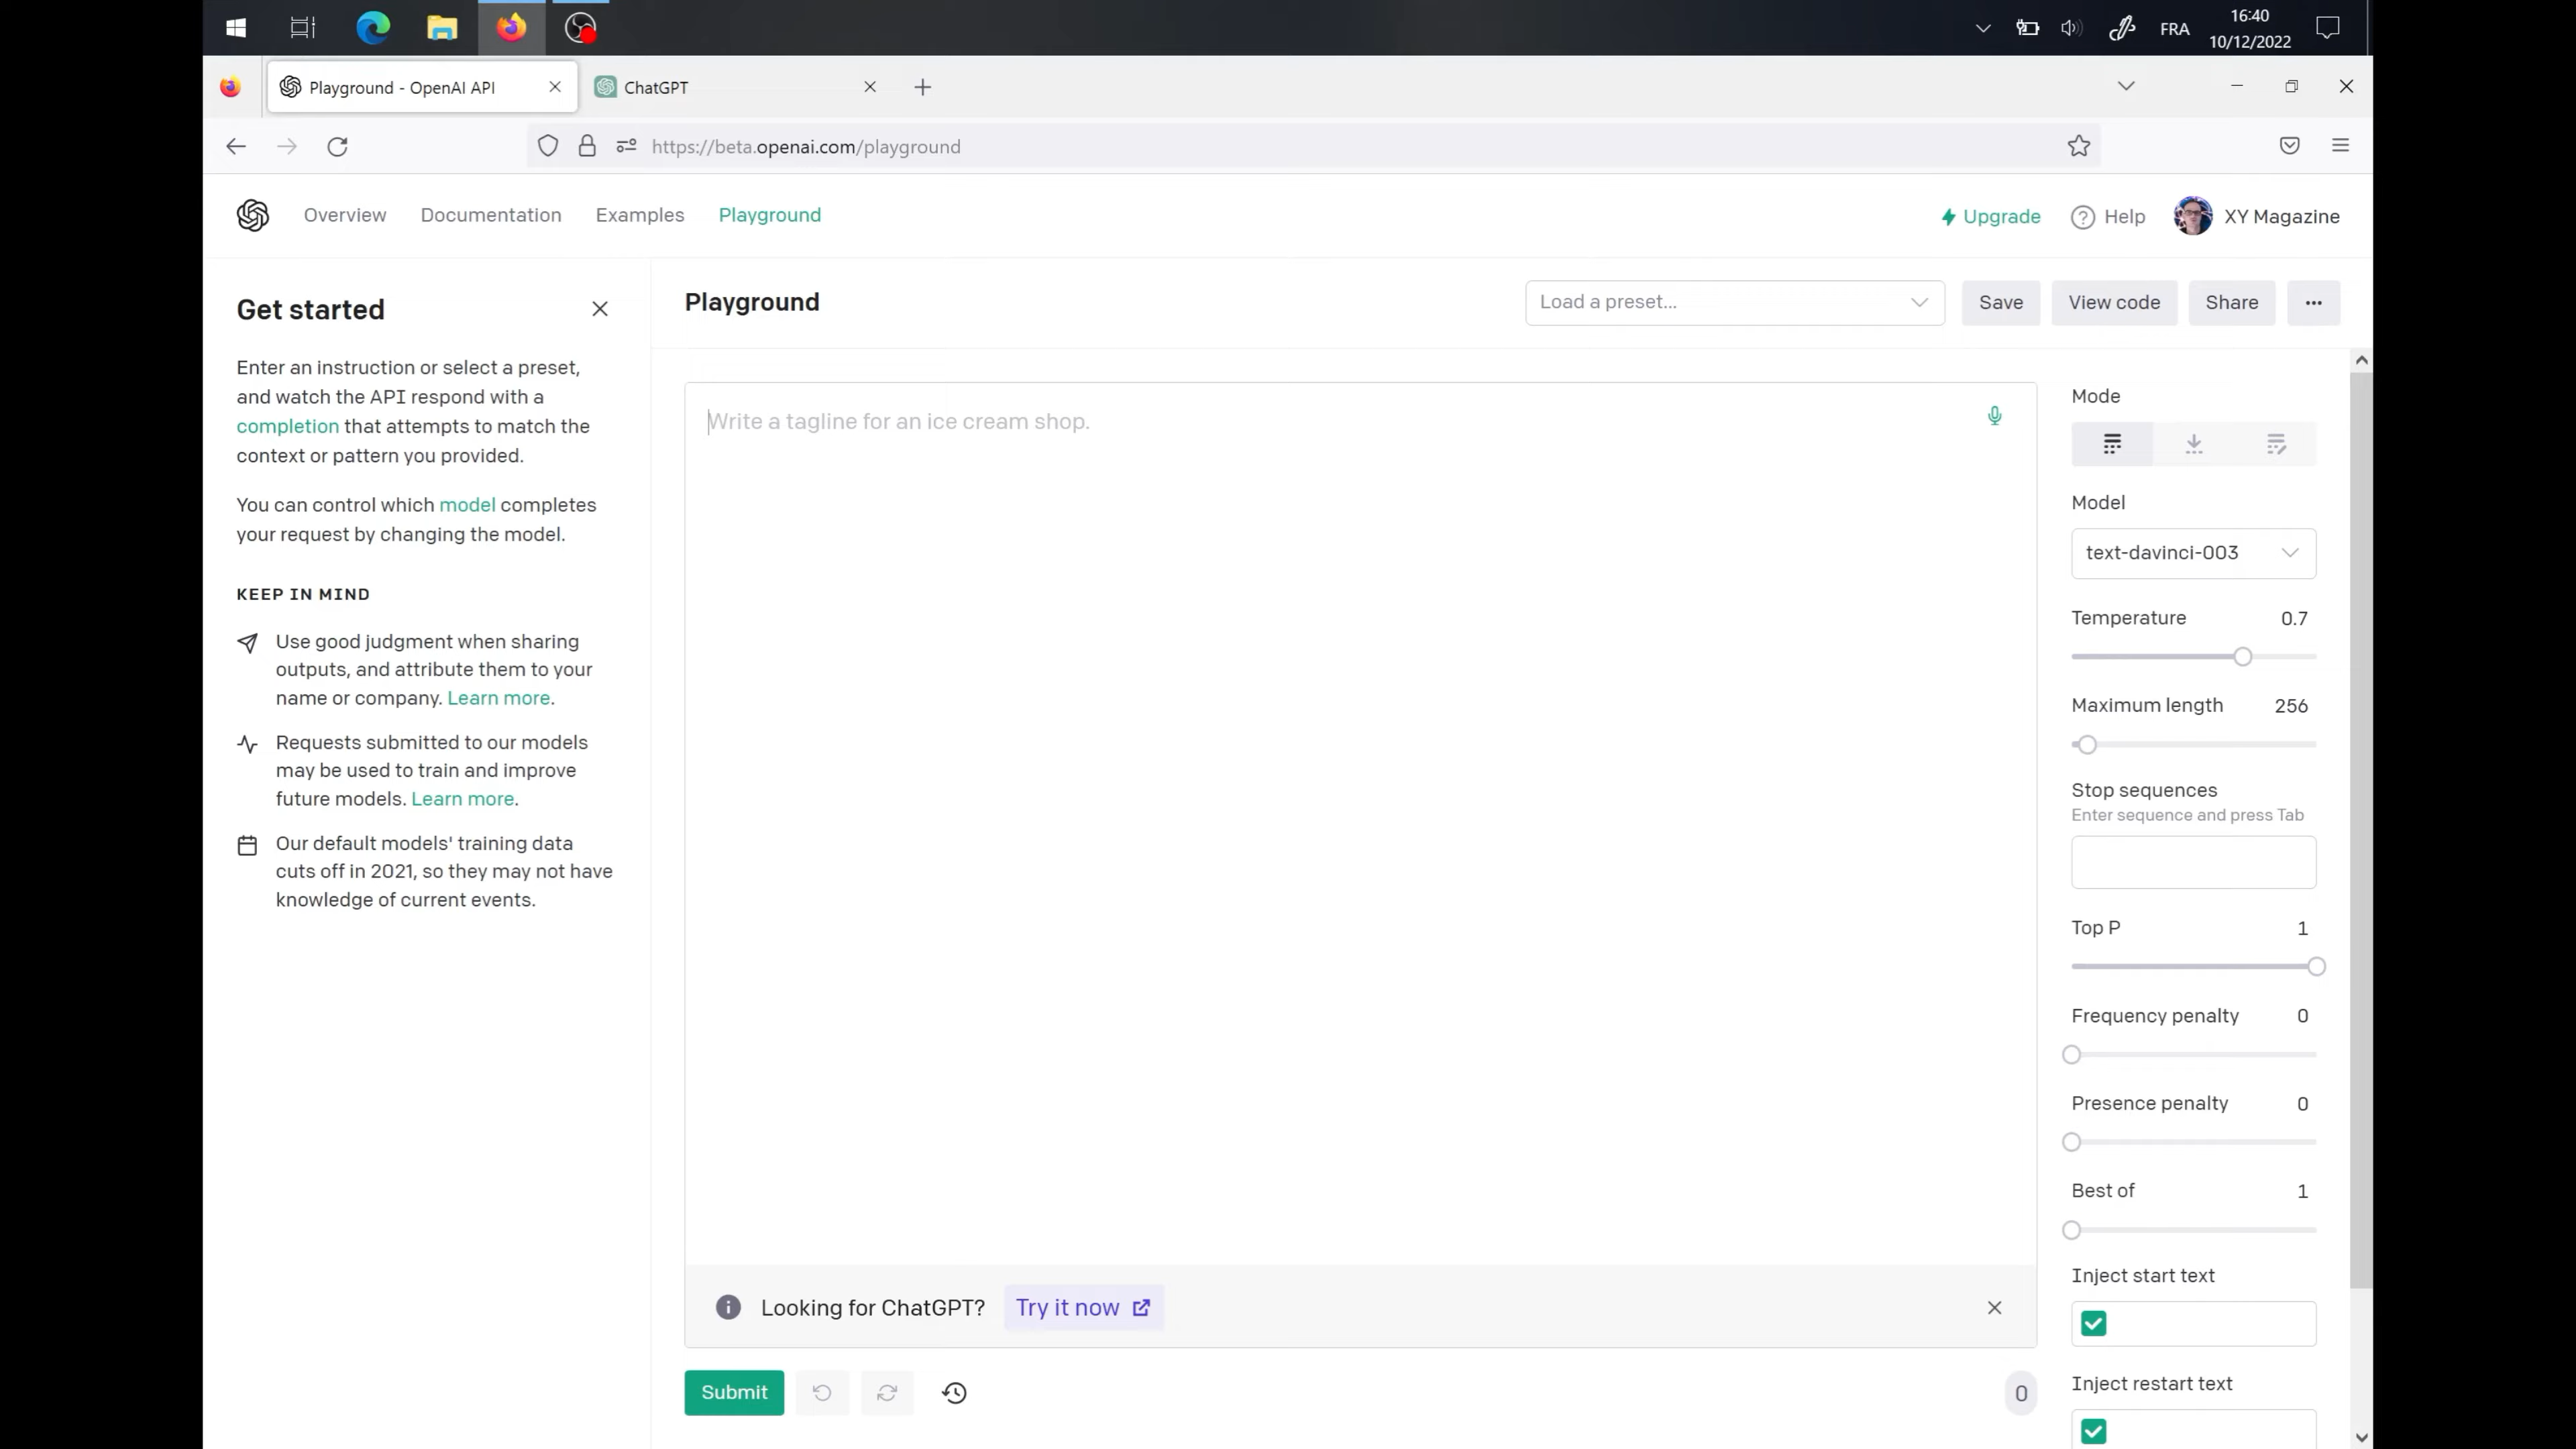 FRA
16:40
10/12/2022
Playground - OpenAI API
ChatGPT
https://beta.openai.com/playground
Overview
Documentation
Examples
Playground
Upgrade
Help
XY Magazine
Get started
Enter an instruction or select a preset,
and watch the API respond with a
completion that attempts to match the
context or pattern you provided.
You can control which model completes
your request by changing the model.
KEEP IN MIND
Use good judgment when sharing
outputs, and attribute them to your
name or company. Learn more.
Requests submitted to our models
may be used to train and improve
future models. Learn more.
Our default models' training data
cuts off in 2021, so they may not have
knowledge of current events.
Playground
Load a preset...
Save
View code
Share
Write a tagline for an ice cream shop.
Looking for ChatGPT? Try it now
Submit
0
Mode
Model
text-davinci-003
Temperature 0.7
Maximum length 256
Stop sequences
Enter sequence and press Tab
Top P 1
Frequency penalty 0
Presence penalty 0
Best of 1
Inject start text
Inject restart text